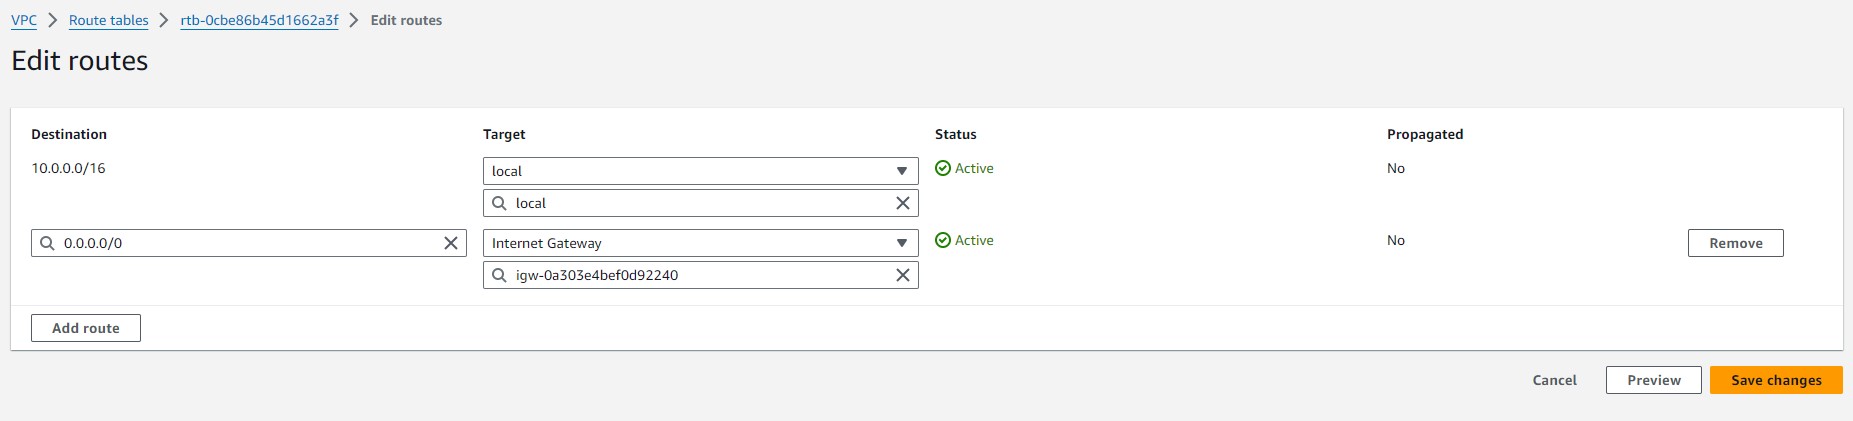 VPC > Route tables > rtb-0cbe86b45d1662a3f > Edit routes
Edit routes
Destination Target Status Propagated
10.0.0.0/16 local Active No
local
0.0.0.0/0 Internet Gateway Active No Remove
igw-0a303e4bef0d92240
Add route
Cancel Preview Save changes